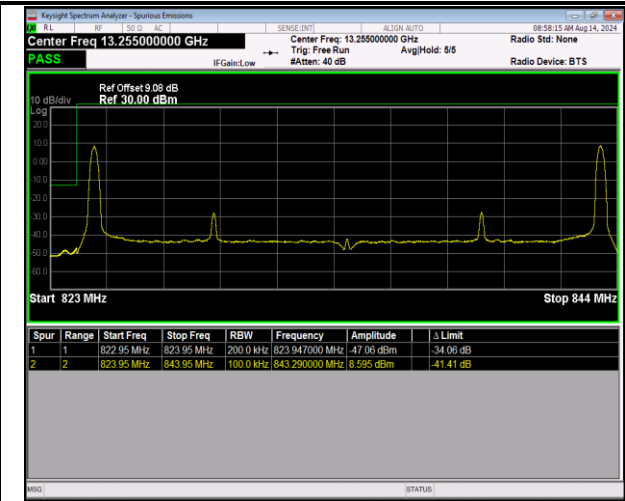 Keysight Spectrum Analyzer - Spurious Emissions
RL RF 50 Ω AC SENSE:INT ALIGN AUTO 08:58:15 AM Aug 14, 2024
Center Freq 13.255000000 GHz Center Freq: 13.255000000 GHz Radio Std: None
Trig: Free Run Avg|Hold: 5/5
PASS IFGain:Low #Atten: 40 dB Radio Device: BTS
Ref Offset 9.08 dB
10 dB/div Ref 30.00 dBm
Log
20.0
10.0
0.00
-10.0
-20.0
-30.0
-40.0
-50.0
-60.0
Start 823 MHz Stop 844 MHz
Spur Range Start Freq Stop Freq RBW Frequency Amplitude Δ Limit
1 1 822.95 MHz 823.95 MHz 200.0 kHz 823.947000 MHz -47.06 dBm -34.06 dB
2 2 823.95 MHz 843.95 MHz 100.0 kHz 843.290000 MHz 8.595 dBm -41.41 dB
MSG STATUS